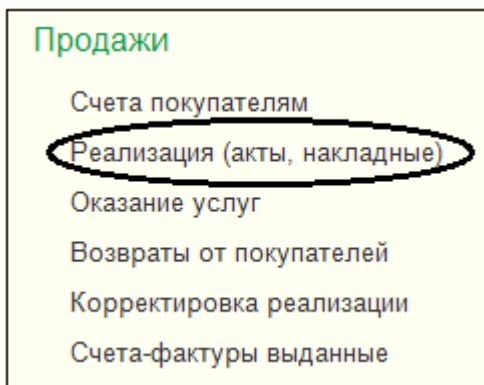 Продажи
Счета покупателям
Реализация (акты, накладные)
Оказание услуг
Возвраты от покупателей
Корректировка реализации
Счета-фактуры выданные